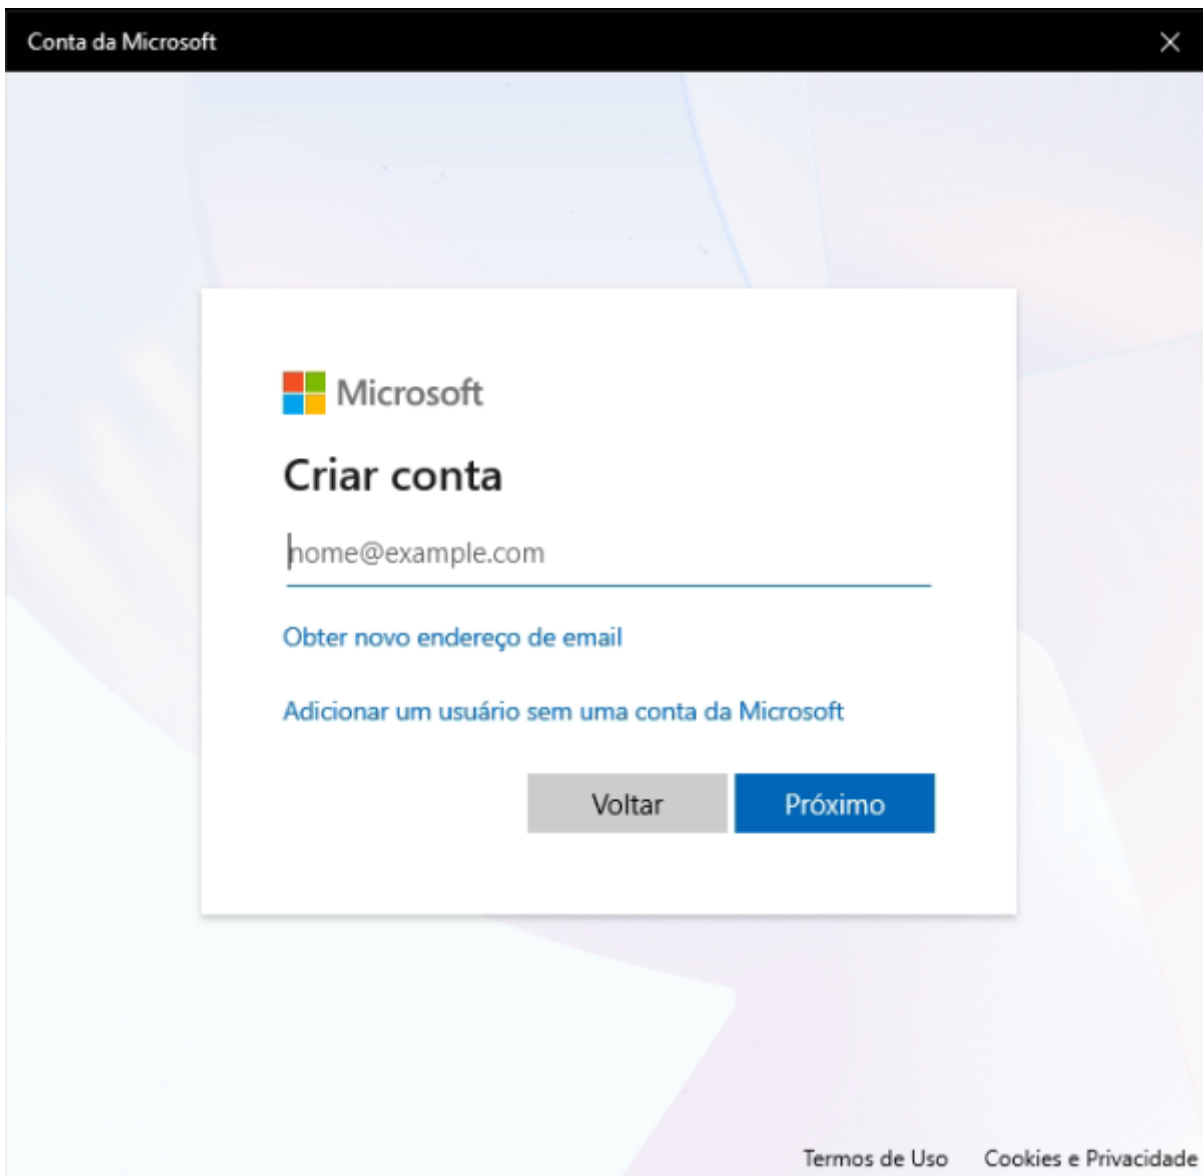 Conta da Microsoft
Microsoft
Criar conta
nome@example.com
Obter novo endereço de email
Adicionar um usuário sem uma conta da Microsoft
Voltar Próximo
Termos de Uso Cookies e Privacidade